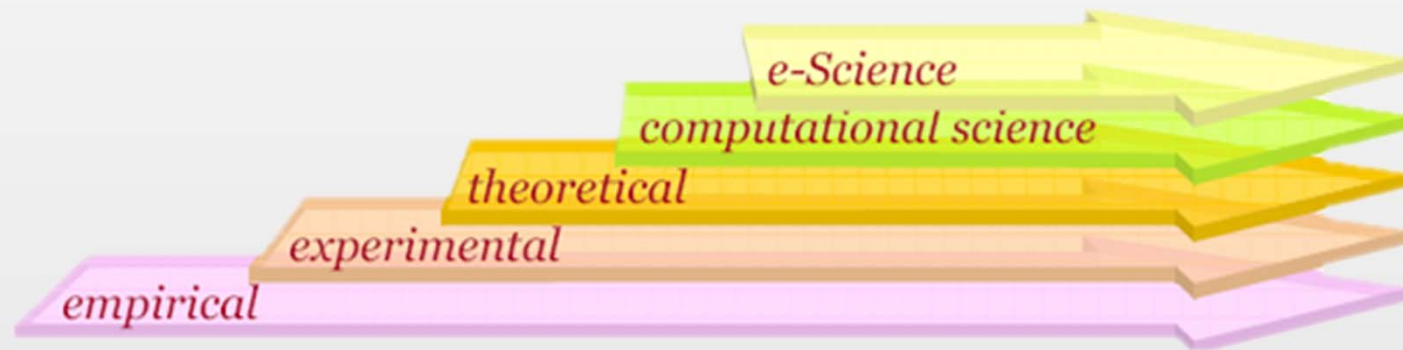 e-Science
computational science
theoretical
experimental
empirical